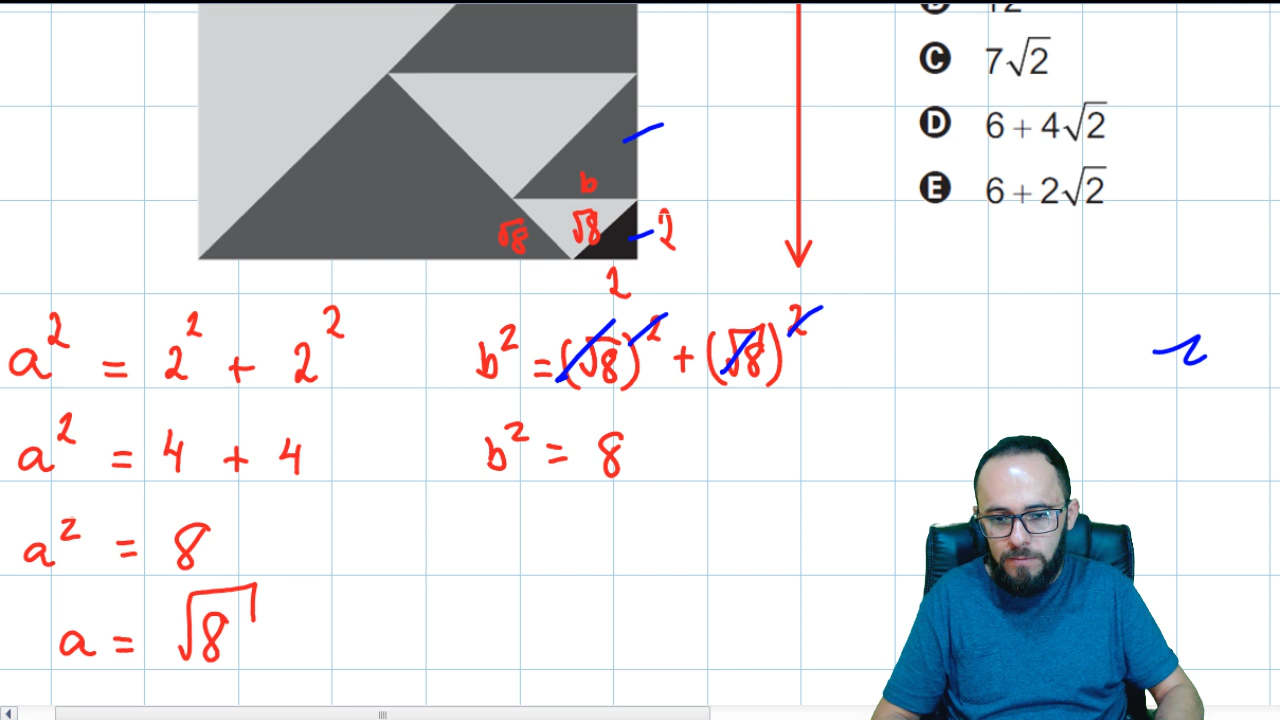 12
C 7√2
D 6 + 4√2
E 6 + 2√2
b
√8 √8 2
2
a² = 2² + 2²
b² = (√8)² + (√8)²
a² = 4 + 4
b² = 8
a² = 8
a = √8